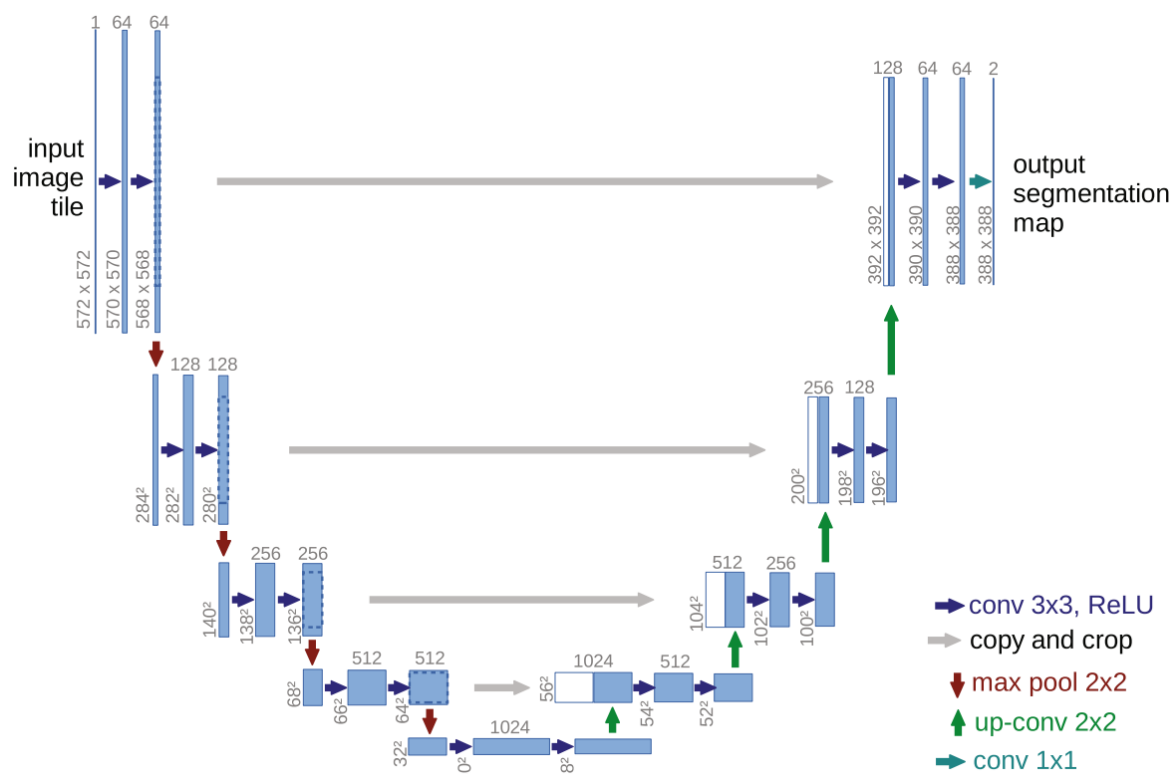 1 64 64
input
image
tile
572 x 572
570 x 570
568 x 568
128 64 64 2
output
segmentation
map
392 x 392
390 x 390
388 x 388
388 x 388
128 128
284²
282²
280²
256 128
200²
198²
196²
256 256
140²
138²
136²
512 256
104²
102²
100²
512 512
68²
66²
64²
1024 512
56²
54²
52²
1024
32²
0²
8²
conv 3x3, ReLU
copy and crop
max pool 2x2
up-conv 2x2
conv 1x1